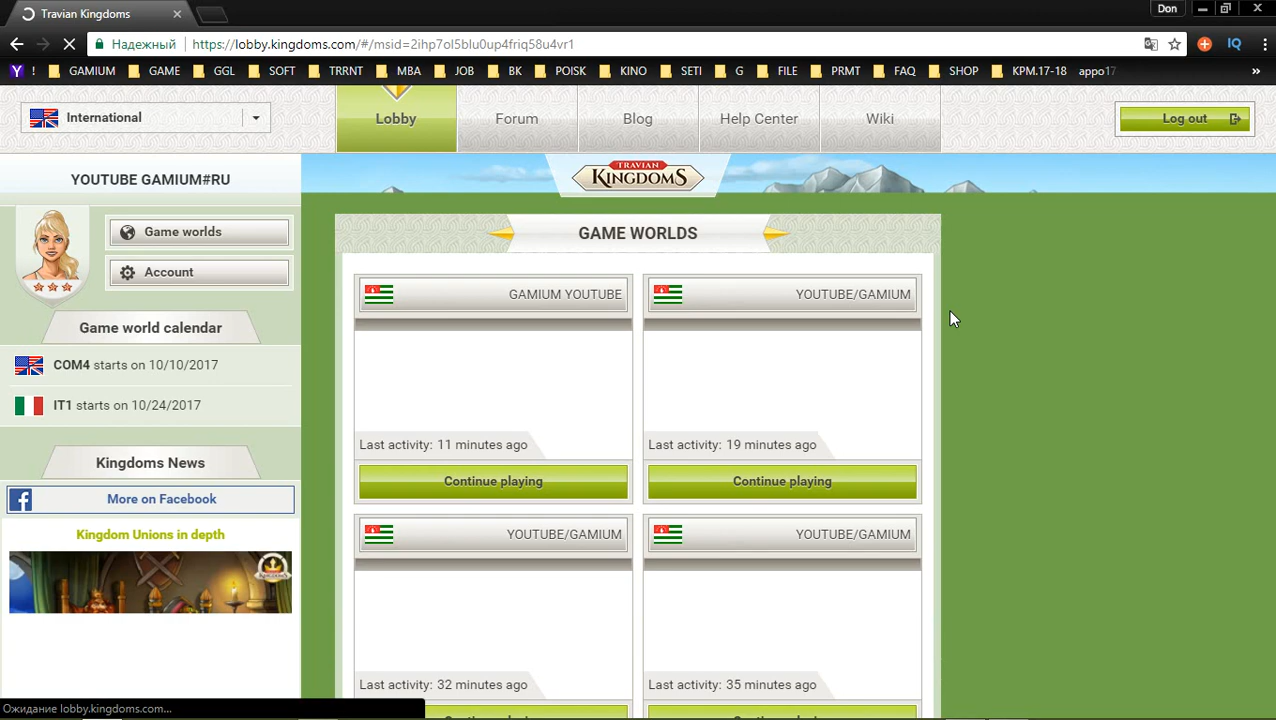 Travian Kingdoms
Don
Надежный
https://lobby.kingdoms.com/#/msid=2ihp7ol5blu0up4friq58u4vr1
IQ
Y ! GAMIUM GAME GGL SOFT TRRNT MBA JOB BK POISK KINO SETI G FILE PRMT FAQ SHOP KPM.17-18 appo17 »
International
Lobby
Forum
Blog
Help Center
Wiki
Log out
TRAVIAN
KINGDOMS
YOUTUBE GAMIUM#RU
Game worlds
Account
Game world calendar
COM4 starts on 10/10/2017
IT1 starts on 10/24/2017
Kingdoms News
More on Facebook
Kingdom Unions in depth
GAME WORLDS
GAMIUM YOUTUBE
Last activity: 11 minutes ago
Continue playing
YOUTUBE/GAMIUM
Last activity: 19 minutes ago
Continue playing
YOUTUBE/GAMIUM
Last activity: 32 minutes ago
YOUTUBE/GAMIUM
Last activity: 35 minutes ago
Ожидание lobby.kingdoms.com...